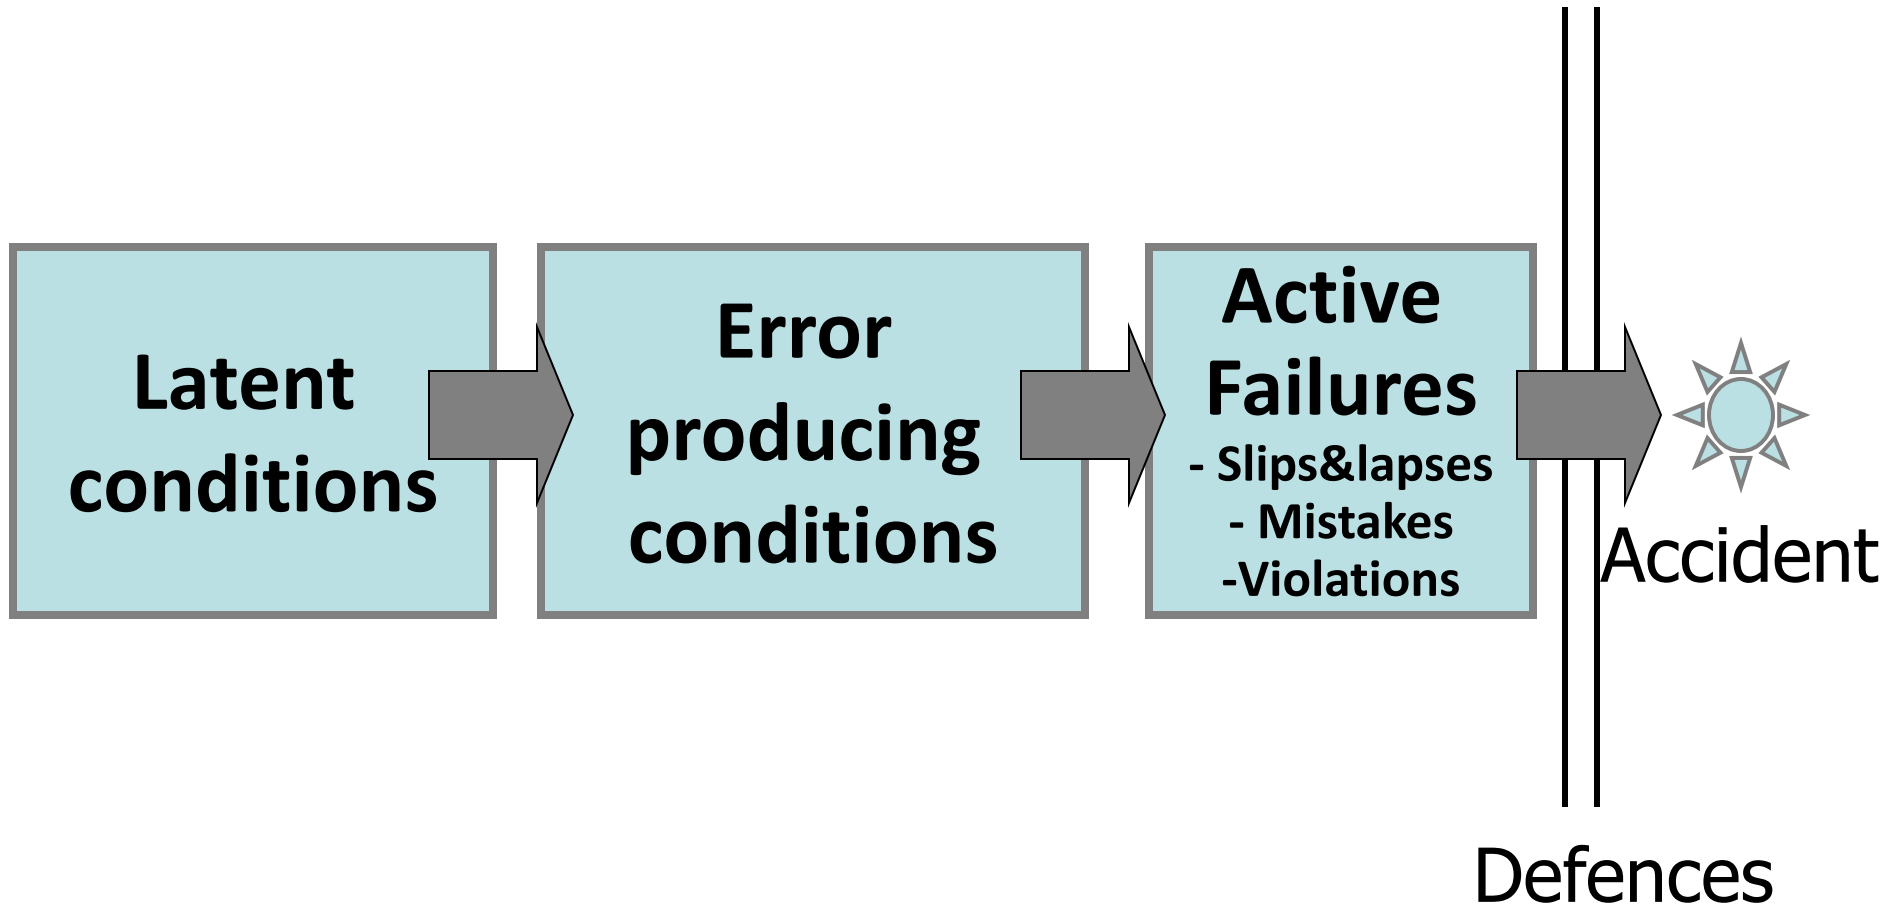 Latent
conditions
Error
producing
conditions
Active
Failures
- Slips&lapses
- Mistakes
-Violations
Accident
Defences